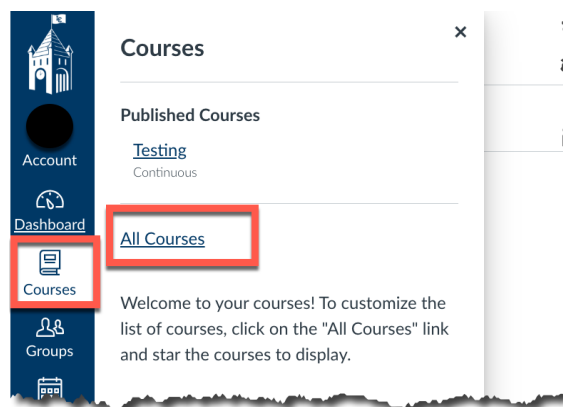 Courses
Published Courses
Testing
Continuous
Account
Dashboard
All Courses
Courses
Welcome to your courses! To customize the
list of courses, click on the "All Courses" link
and star the courses to display.
Groups